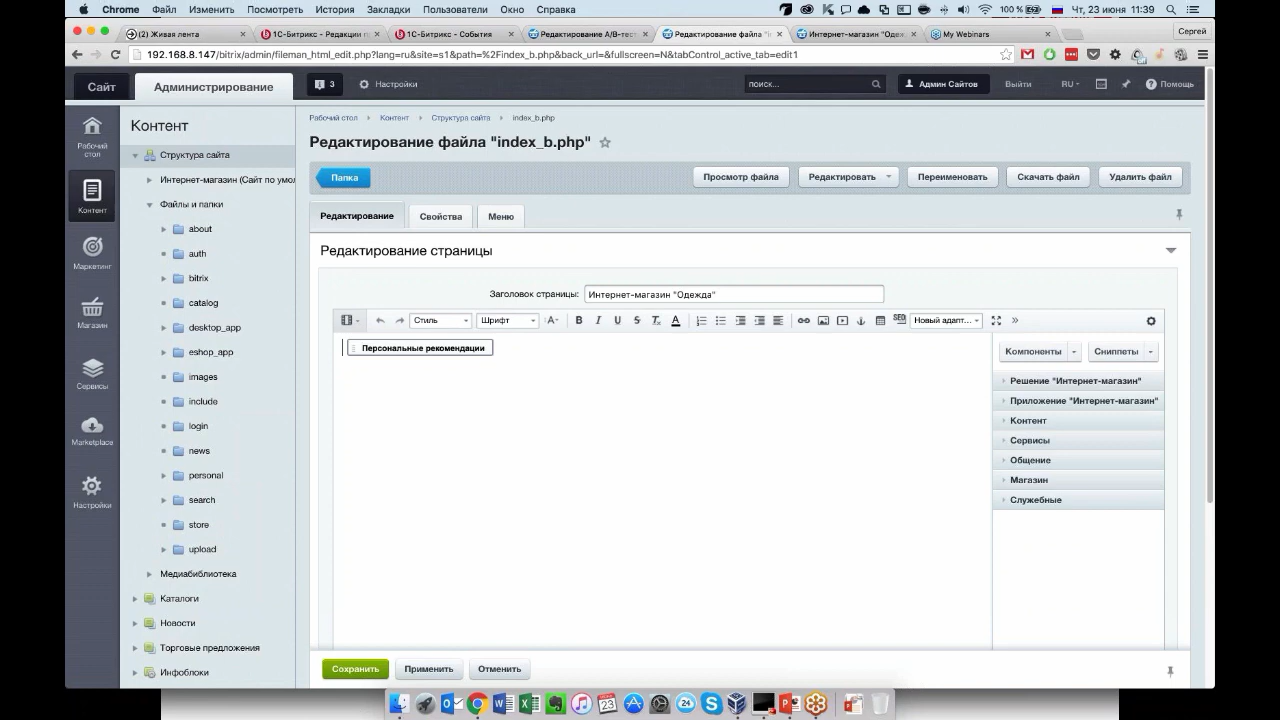 Chrome Файл Изменить Посмотреть История Закладки Пользователи Окно Справка 100 % Чт, 23 июня 11:39
(2) Живая лента 1С-Битрикс - Редакции п 1С-Битрикс - События Редактирование A/B-тест Редактирование файла "i Интернет-магазин "Одеж My Webinars Сергей
192.168.8.147/bitrix/admin/fileman_html_edit.php?lang=ru&site=s1&path=%2Findex_b.php&back_url=&fullscreen=N&tabControl_active_tab=edit1
Сайт Администрирование 3 Настройки поиск... Админ Сайтов Выйти RU Помощь
Рабочий стол Контент Структура сайта index_b.php
Редактирование файла "index_b.php"
Папка Просмотр файла Редактировать Переименовать Скачать файл Удалить файл
Редактирование Свойства Меню
Редактирование страницы
Заголовок страницы: Интернет-магазин "Одежда"
Стиль Шрифт B I U S Новый адапт...
Персональные рекомендации
Компоненты Сниппеты
Решение "Интернет-магазин"
Приложение "Интернет-магазин"
Контент
Сервисы
Общение
Магазин
Служебные
Сохранить Применить Отменить
Рабочий стол
Контент
Маркетинг
Магазин
Сервисы
Marketplace
Настройки
Контент
Структура сайта
Интернет-магазин (Сайт по умол
Файлы и папки
about
auth
bitrix
catalog
desktop_app
eshop_app
images
include
login
news
personal
search
store
upload
Медиабиблиотека
Каталоги
Новости
Торговые предложения
Инфоблоки